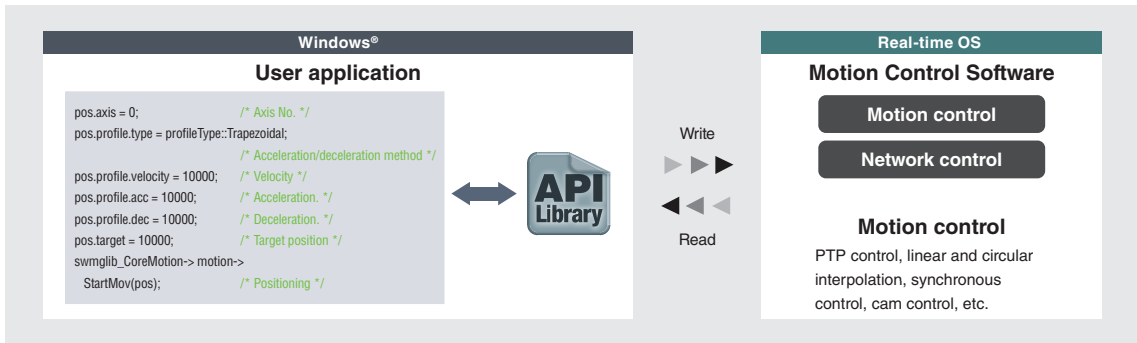 Windows®
User application
pos.axis = 0; /* Axis No. */
pos.profile.type = profileType::Trapezoidal;
/* Acceleration/deceleration method */
pos.profile.velocity = 10000; /* Velocity */
pos.profile.acc = 10000; /* Acceleration. */
pos.profile.dec = 10000; /* Deceleration. */
pos.target = 10000; /* Target position */
swmglib_CoreMotion-> motion->
StartMov(pos); /* Positioning */
API
Library
Write
Read
Real-time OS
Motion Control Software
Motion control
Network control
Motion control
PTP control, linear and circular
interpolation, synchronous
control, cam control, etc.